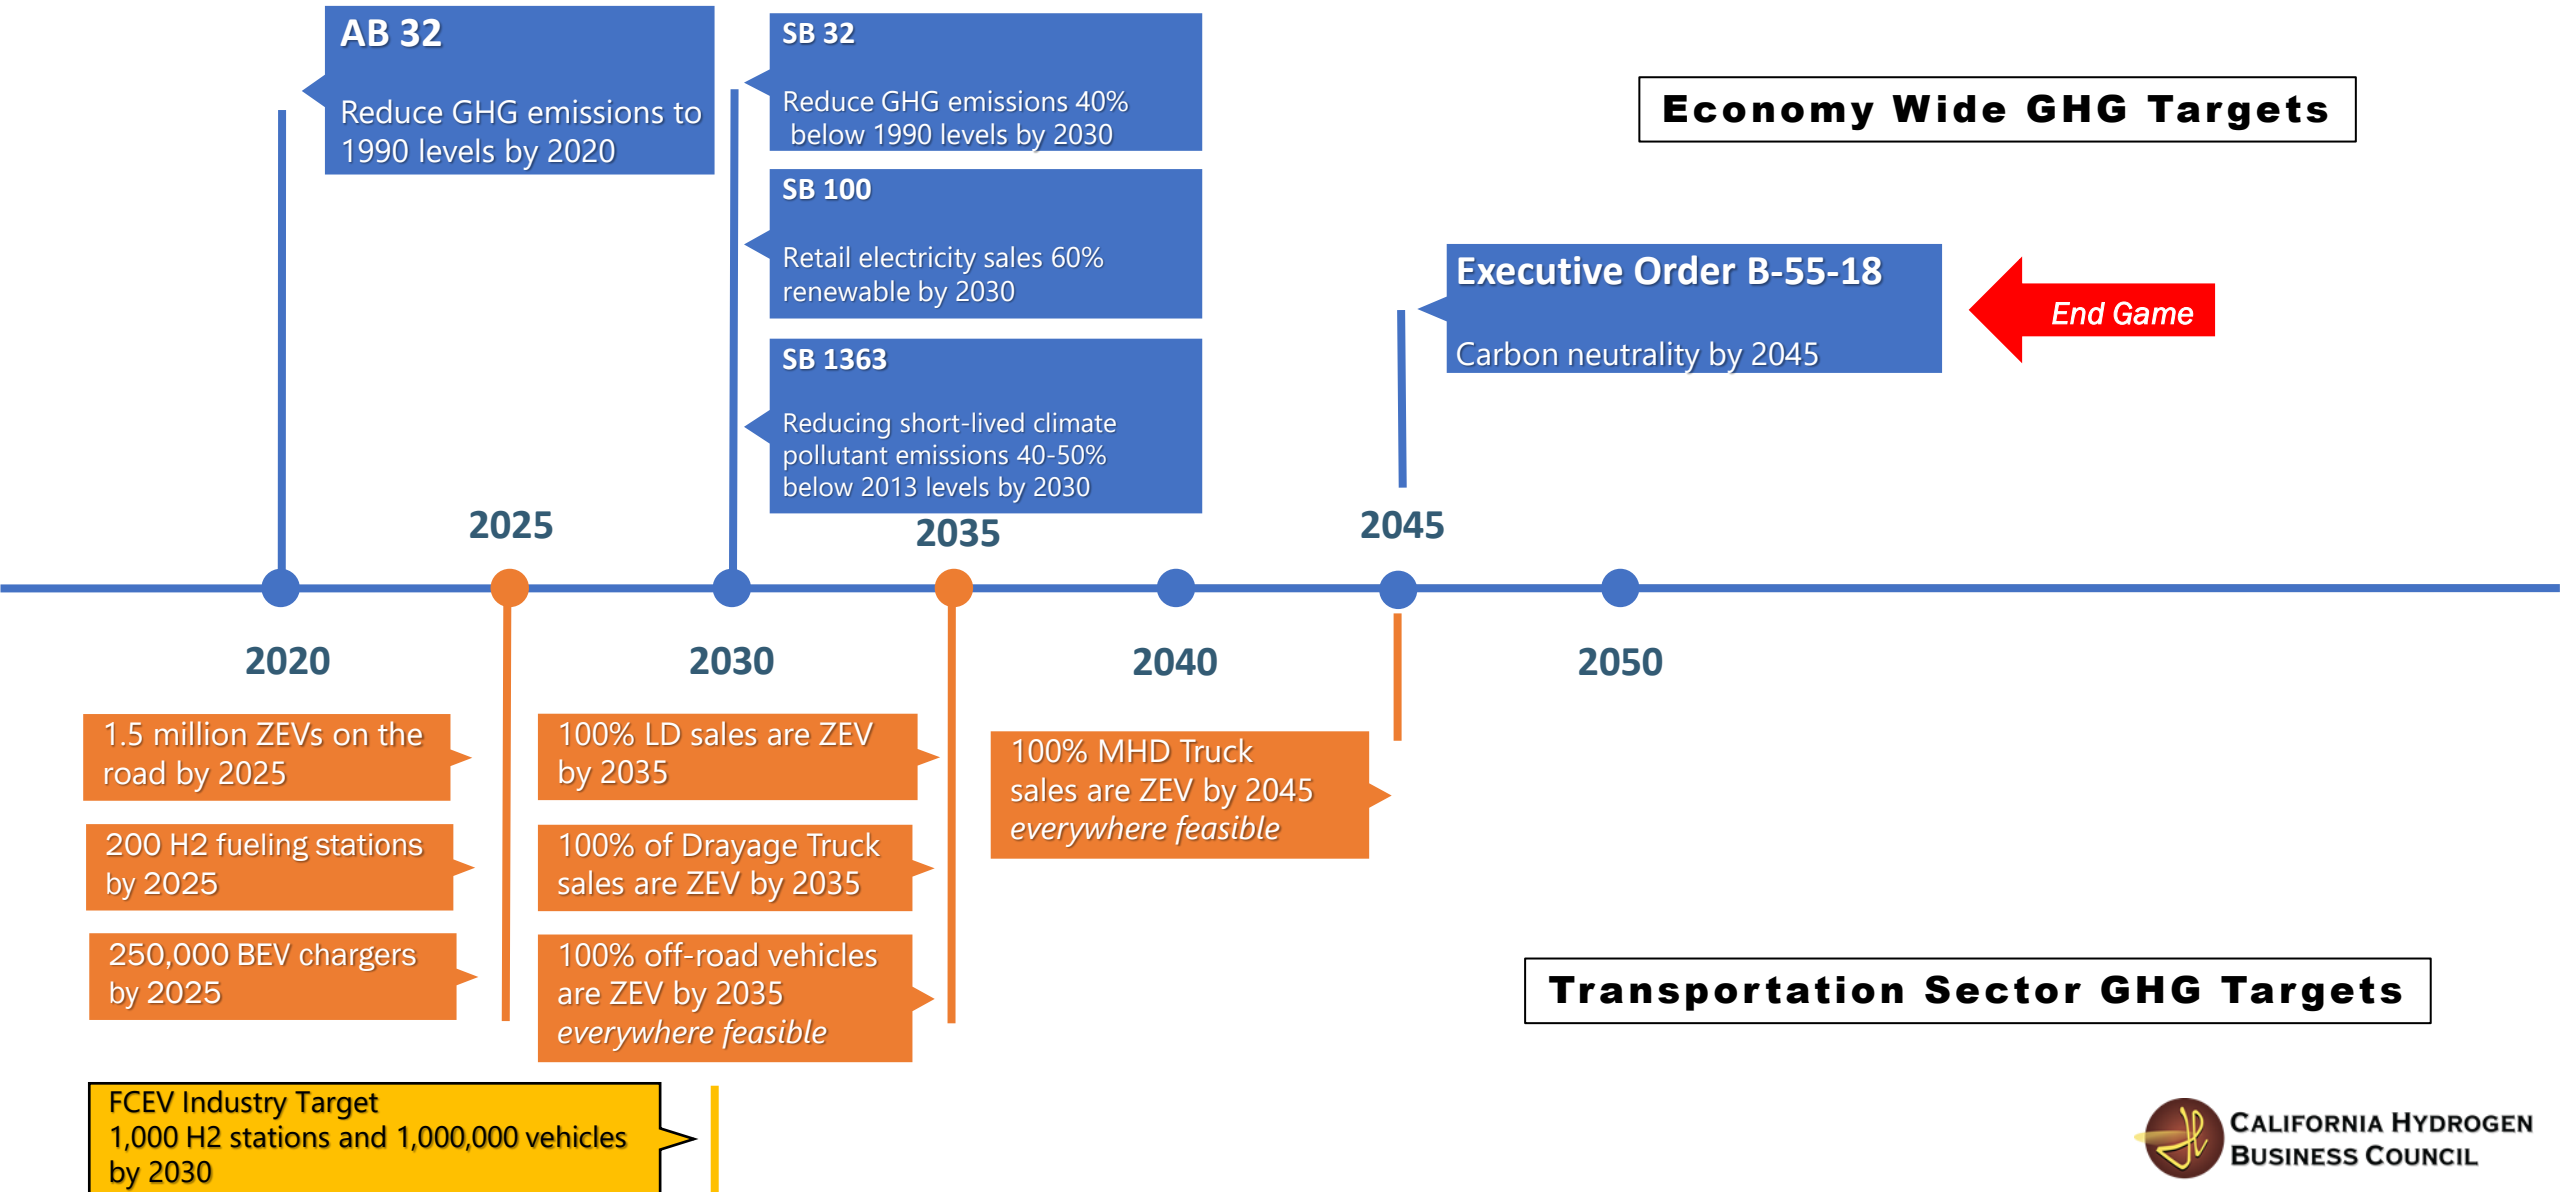 AB 32
Reduce GHG emissions to
1990 levels by 2020
SB 32
Reduce GHG emissions 40%
below 1990 levels by 2030
SB 100
Retail electricity sales 60%
renewable by 2030
SB 1363
Reducing short-lived climate
pollutant emissions 40-50%
below 2013 levels by 2030
Economy Wide GHG Targets
Executive Order B-55-18
Carbon neutrality by 2045
End Game
2025
2035
2045
2020
2030
2040
2050
1.5 million ZEVs on the
road by 2025
200 H2 fueling stations
by 2025
250,000 BEV chargers
by 2025
100% LD sales are ZEV
by 2035
100% of Drayage Truck
sales are ZEV by 2035
100% off-road vehicles
are ZEV by 2035
everywhere feasible
100% MHD Truck
sales are ZEV by 2045
everywhere feasible
Transportation Sector GHG Targets
FCEV Industry Target
1,000 H2 stations and 1,000,000 vehicles
by 2030
CALIFORNIA HYDROGEN
BUSINESS COUNCIL